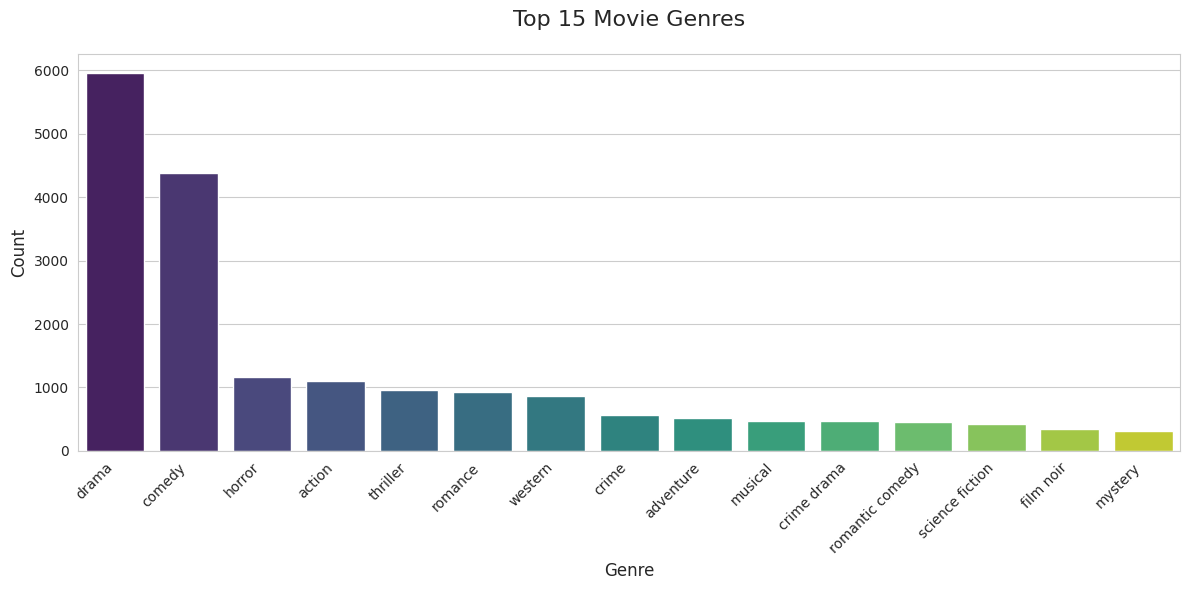 Top 15 Movie Genres
Count
6000
5000
4000
3000
2000
1000
0
drama
comedy
horror
action
thriller
romance
western
crime
adventure
musical
crime drama
romantic comedy
science fiction
film noir
mystery
Genre